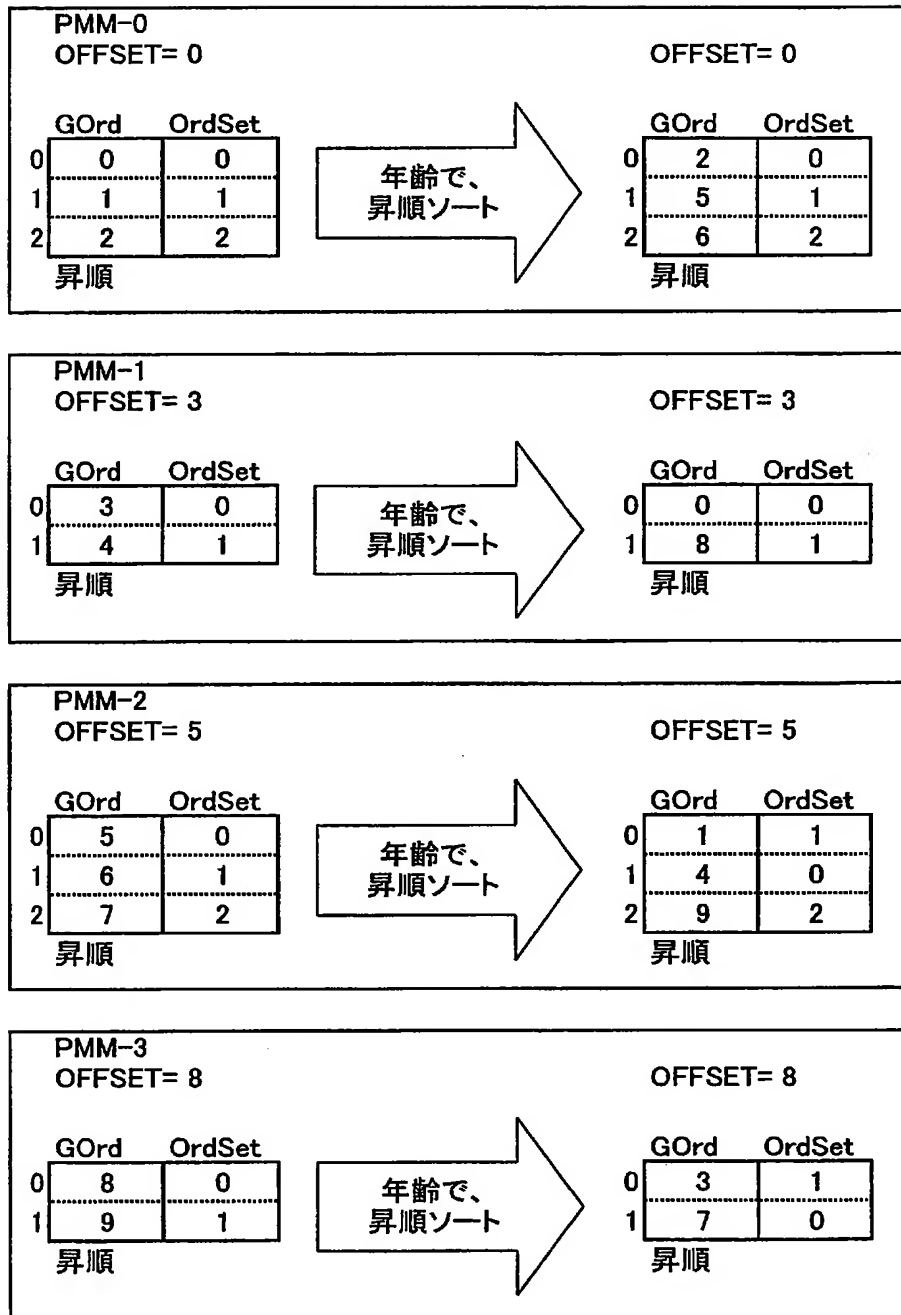 PMM-0
OFFSET= 0 OFFSET= 0
GOrd OrdSet GOrd OrdSet
0 0 0 年齢で、 0 2 0
1 1 1 昇順ソート 1 5 1
2 2 2 2 6 2
昇順 昇順
PMM-1
OFFSET= 3 OFFSET= 3
GOrd OrdSet GOrd OrdSet
0 3 0 年齢で、 0 0 0
1 4 1 昇順ソート 1 8 1
昇順 昇順
PMM-2
OFFSET= 5 OFFSET= 5
GOrd OrdSet GOrd OrdSet
0 5 0 年齢で、 0 1 1
1 6 1 昇順ソート 1 4 0
2 7 2 2 9 2
昇順 昇順
PMM-3
OFFSET= 8 OFFSET= 8
GOrd OrdSet GOrd OrdSet
0 8 0 年齢で、 0 3 1
1 9 1 昇順ソート 1 7 0
昇順 昇順